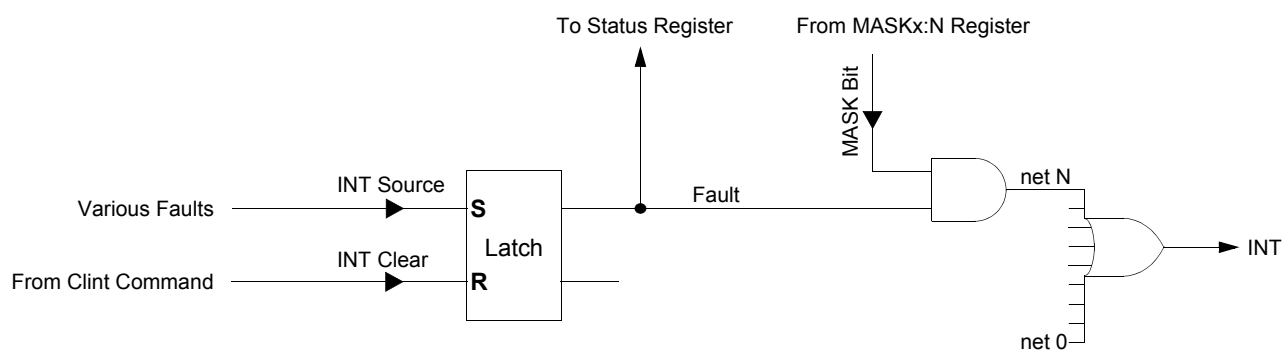 To Status Register
From MASKx:N Register
MASK Bit
INT Source
net N
Various Faults
S
Fault
Latch
INT
INT Clear
From Clint Command
R
net 0